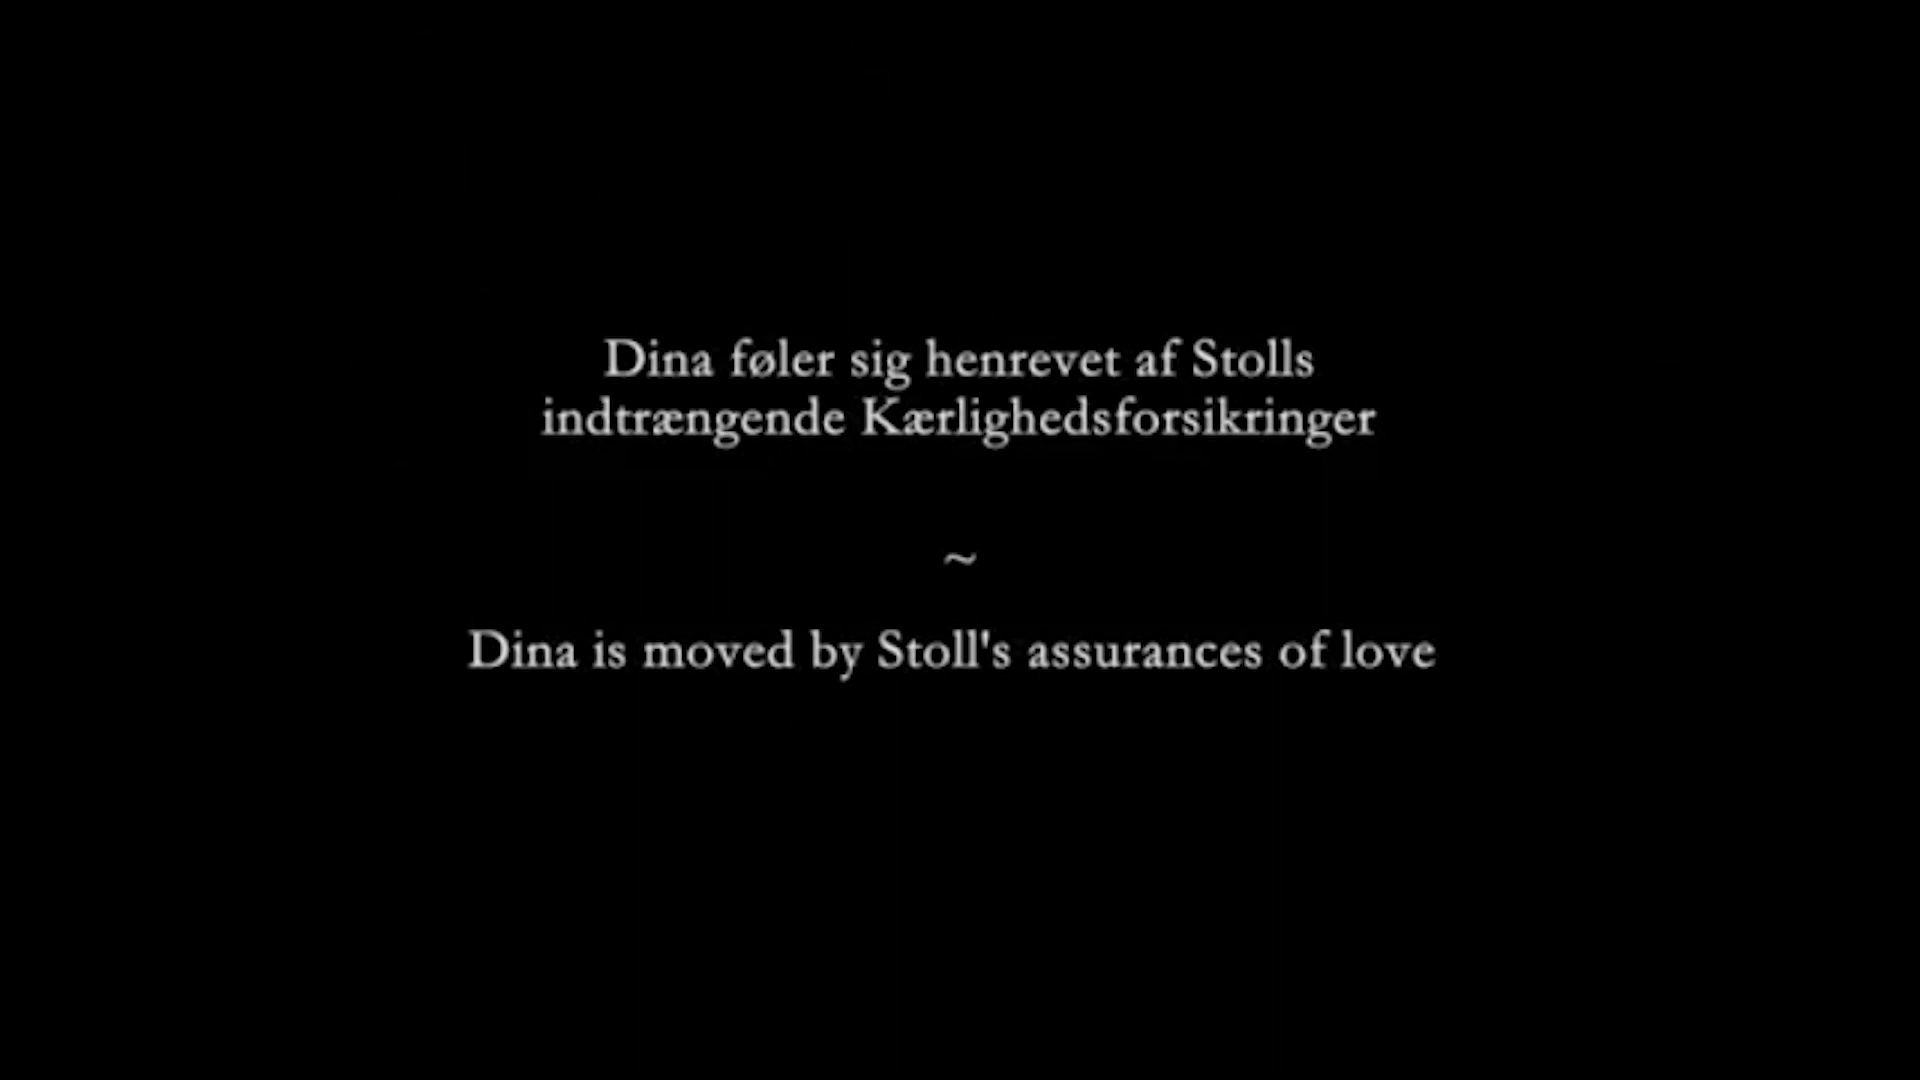 Dina føler sig henrevet af Stolls
indtrængende Kærlighedsforsikringer
~
Dina is moved by Stoll's assurances of love